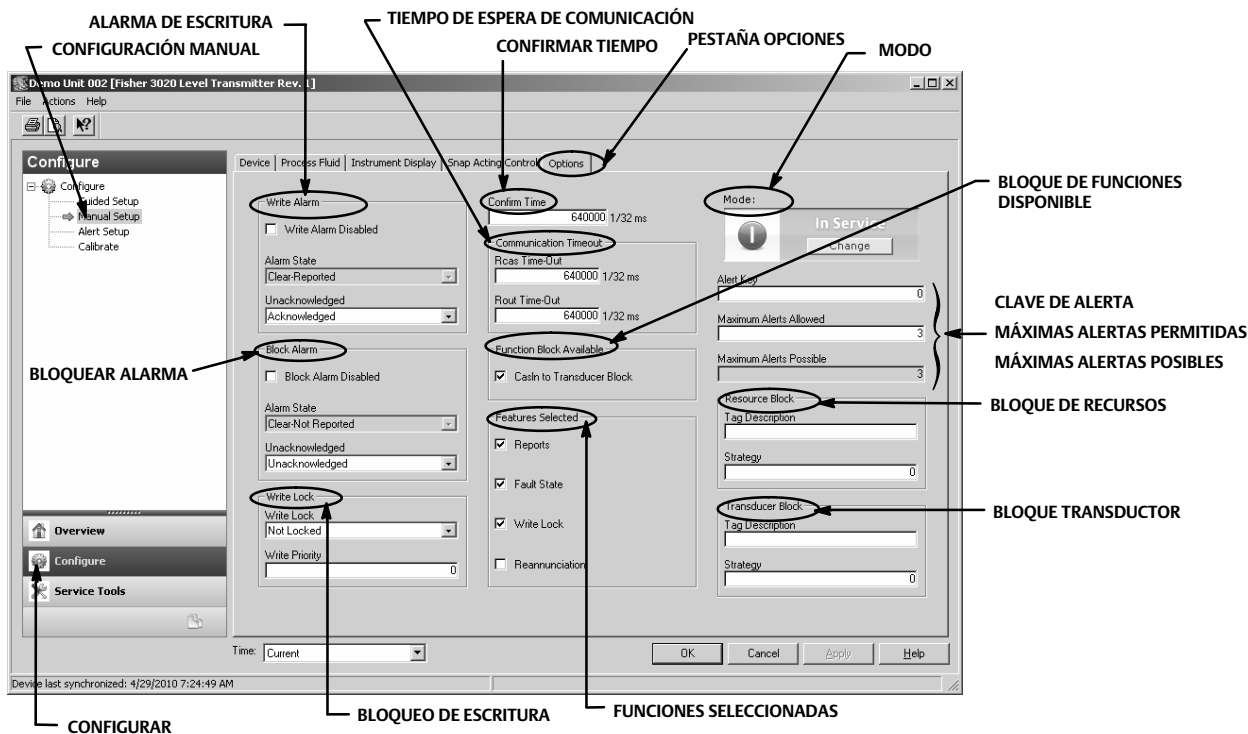 ALARMA DE ESCRITURA
TIEMPO DE ESPERA DE COMUNICACIÓN
CONFIGURACIÓN MANUAL
CONFIRMAR TIEMPO
PESTAÑA OPCIONES
MODO
Demo Unit 002 [Fisher 3020 Level Transmitter Rev. 1]
File Actions Help
Configure
Configure
Guided Setup
Manual Setup
Alert Setup
Calibrate
Overview
Configure
Service Tools
Device
Process Fluid
Instrument Display
Snap Acting Control
Options
Write Alarm
Write Alarm Disabled
Alarm State
Clear-Reported
Unacknowledged
Acknowledged
Block Alarm
Block Alarm Disabled
Alarm State
Clear-Not Reported
Unacknowledged
Unacknowledged
Write Lock
Write Lock
Not Locked
Write Priority
0
Confirm Time
640000 1/32 ms
Communication Timeout
Rcas Time-Out
640000 1/32 ms
Rout Time-Out
640000 1/32 ms
Function Block Available
CasIn to Transducer Block
Features Selected
Reports
Fault State
Write Lock
Reannunciation
Mode:
In Service
Change
Alert Key
0
Maximum Alerts Allowed
3
Maximum Alerts Possible
3
Resource Block
Tag Description
Strategy
0
Transducer Block
Tag Description
Strategy
0
BLOQUE DE FUNCIONES
DISPONIBLE
CLAVE DE ALERTA
MÁXIMAS ALERTAS PERMITIDAS
MÁXIMAS ALERTAS POSIBLES
BLOQUE DE RECURSOS
BLOQUE TRANSDUCTOR
BLOQUEAR ALARMA
Time: Current
OK
Cancel
Apply
Help
Device last synchronized: 4/29/2010 7:24:49 AM
CONFIGURAR
BLOQUEO DE ESCRITURA
FUNCIONES SELECCIONADAS